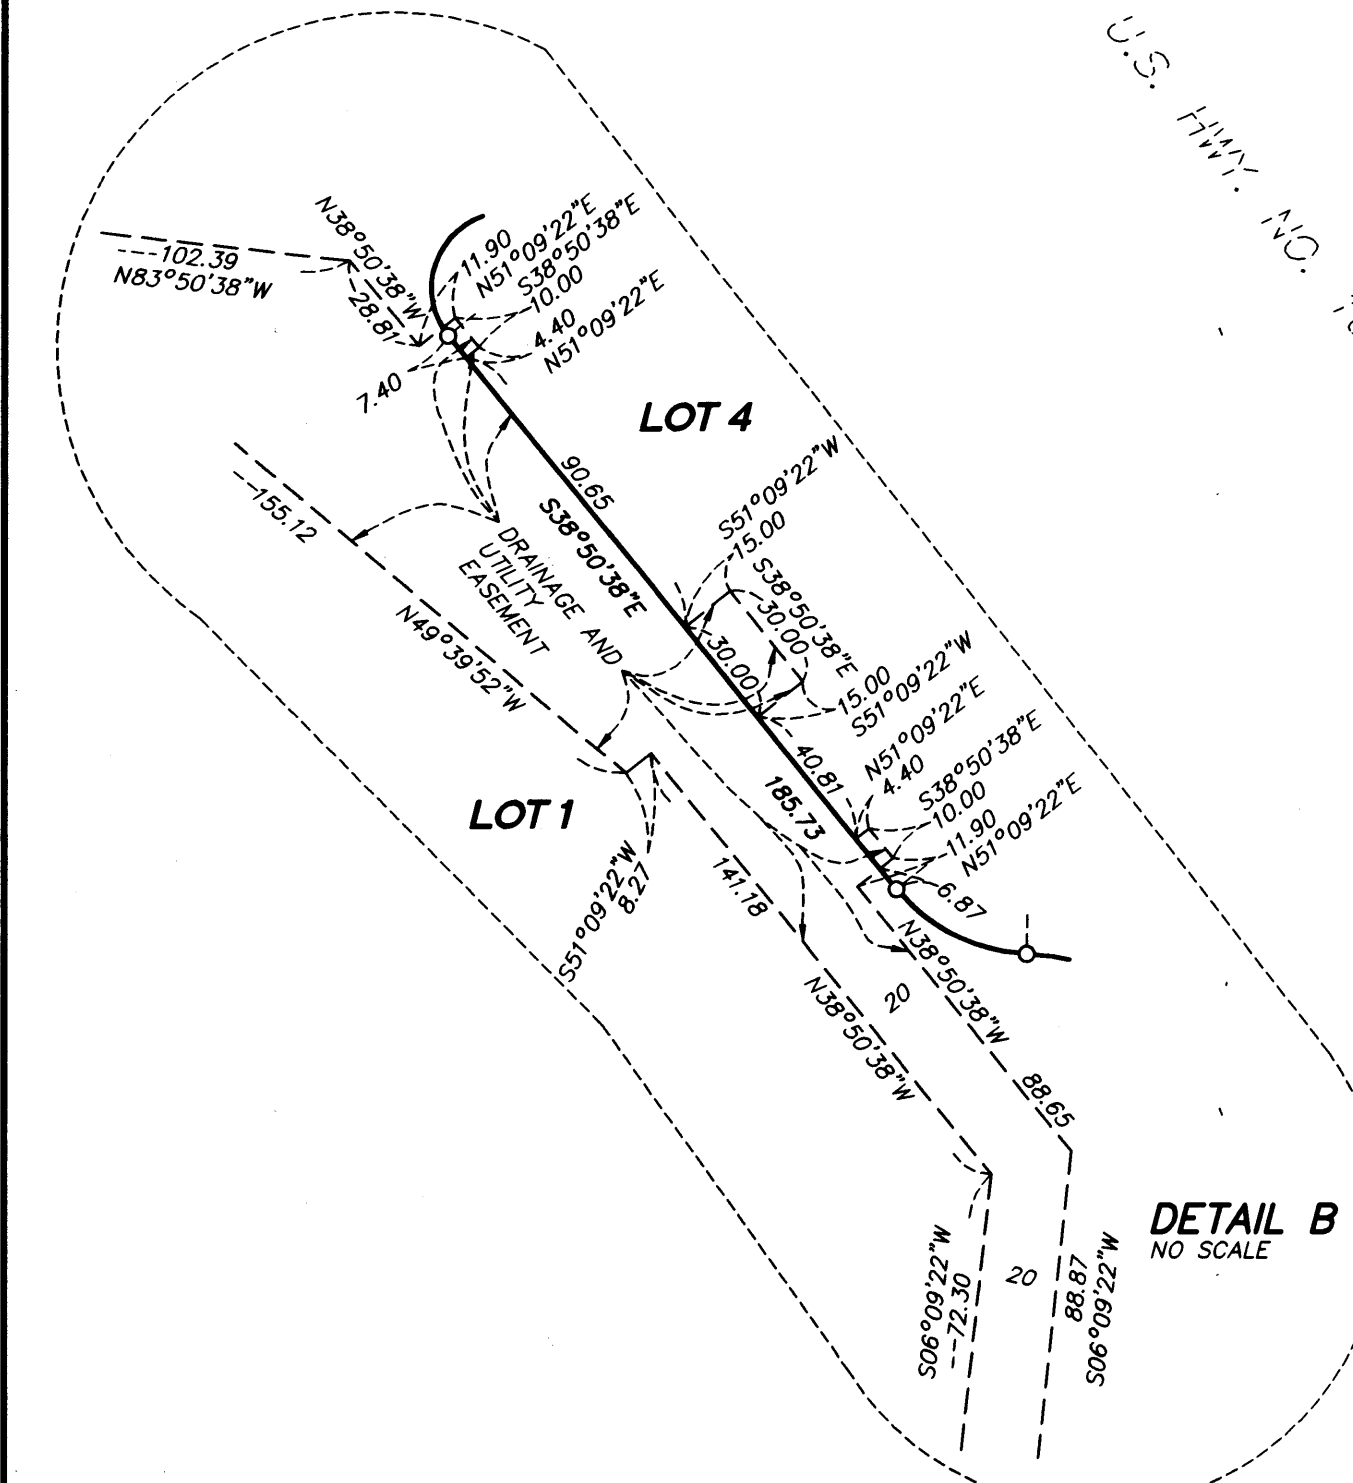 U.S. HWY. NO.
N38°50'38"W
28.81
102.39
N83°50'38"W
11.90
N51°09'22"E
S38°50'38"E
10.00
4.40
N51°09'22"E
7.40
LOT 4
90.65
S38°50'38"E
155.12
DRAINAGE AND
UTILITY
EASEMENT
N49°39'52"W
S51°09'22"W
15.00
S38°50'38"E
30.00
30.00
15.00
S51°09'22"W
N51°09'22"E
4.40
S38°50'38"E
10.00
11.90
N51°09'22"E
40.81
185.73
6.87
LOT 1
S51°09'22"W
8.27
141.18
N38°50'38"W
20
N38°50'38"W
88.65
S06°09'22"W
72.30
20
88.87
S06°09'22"W
DETAIL B
NO SCALE